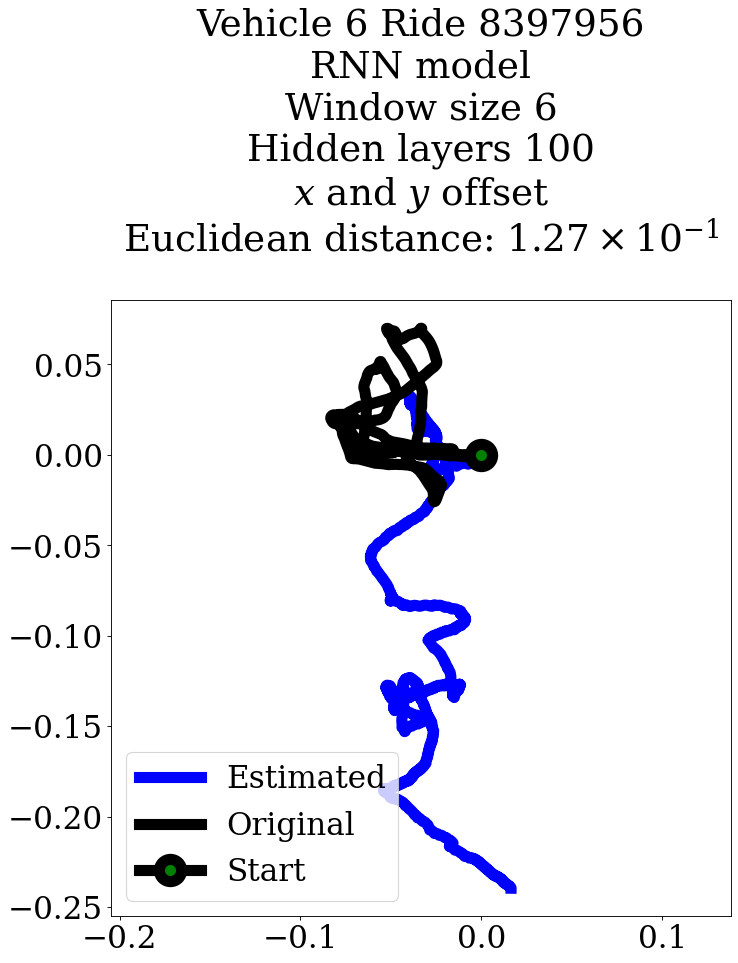 Vehicle 6 Ride 8397956
RNN model
Window size 6
Hidden layers 100
x and y offset
Euclidean distance: 1.27 × 10⁻¹
0.05
0.00
−0.05
−0.10
−0.15
−0.20
−0.25
Estimated
Original
Start
−0.2 −0.1 0.0 0.1